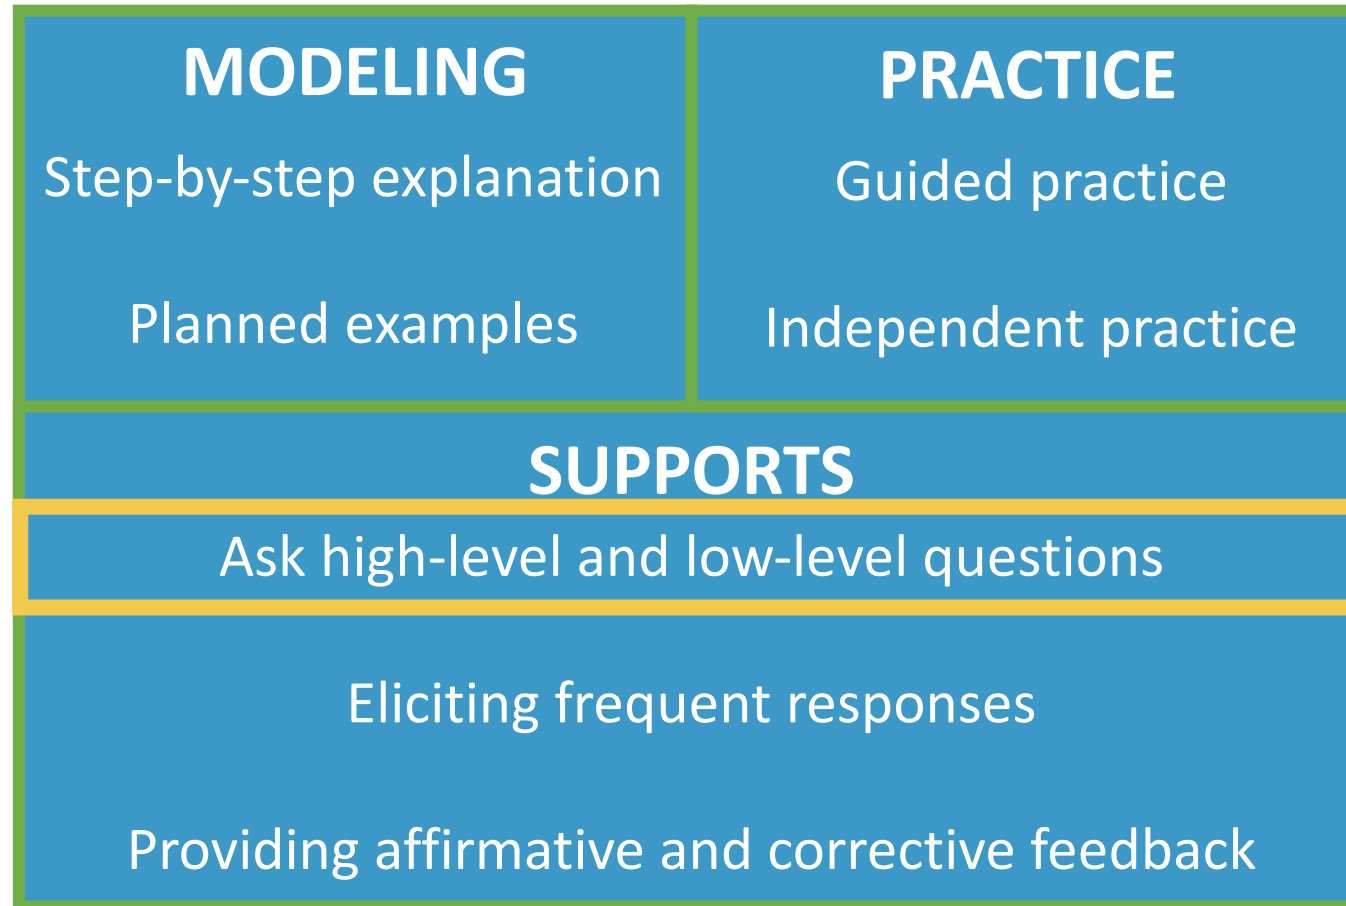 MODELING
Step-by-step explanation
Planned examples
PRACTICE
Guided practice
Independent practice
SUPPORTS
Ask high-level and low-level questions
Eliciting frequent responses
Providing affirmative and corrective feedback